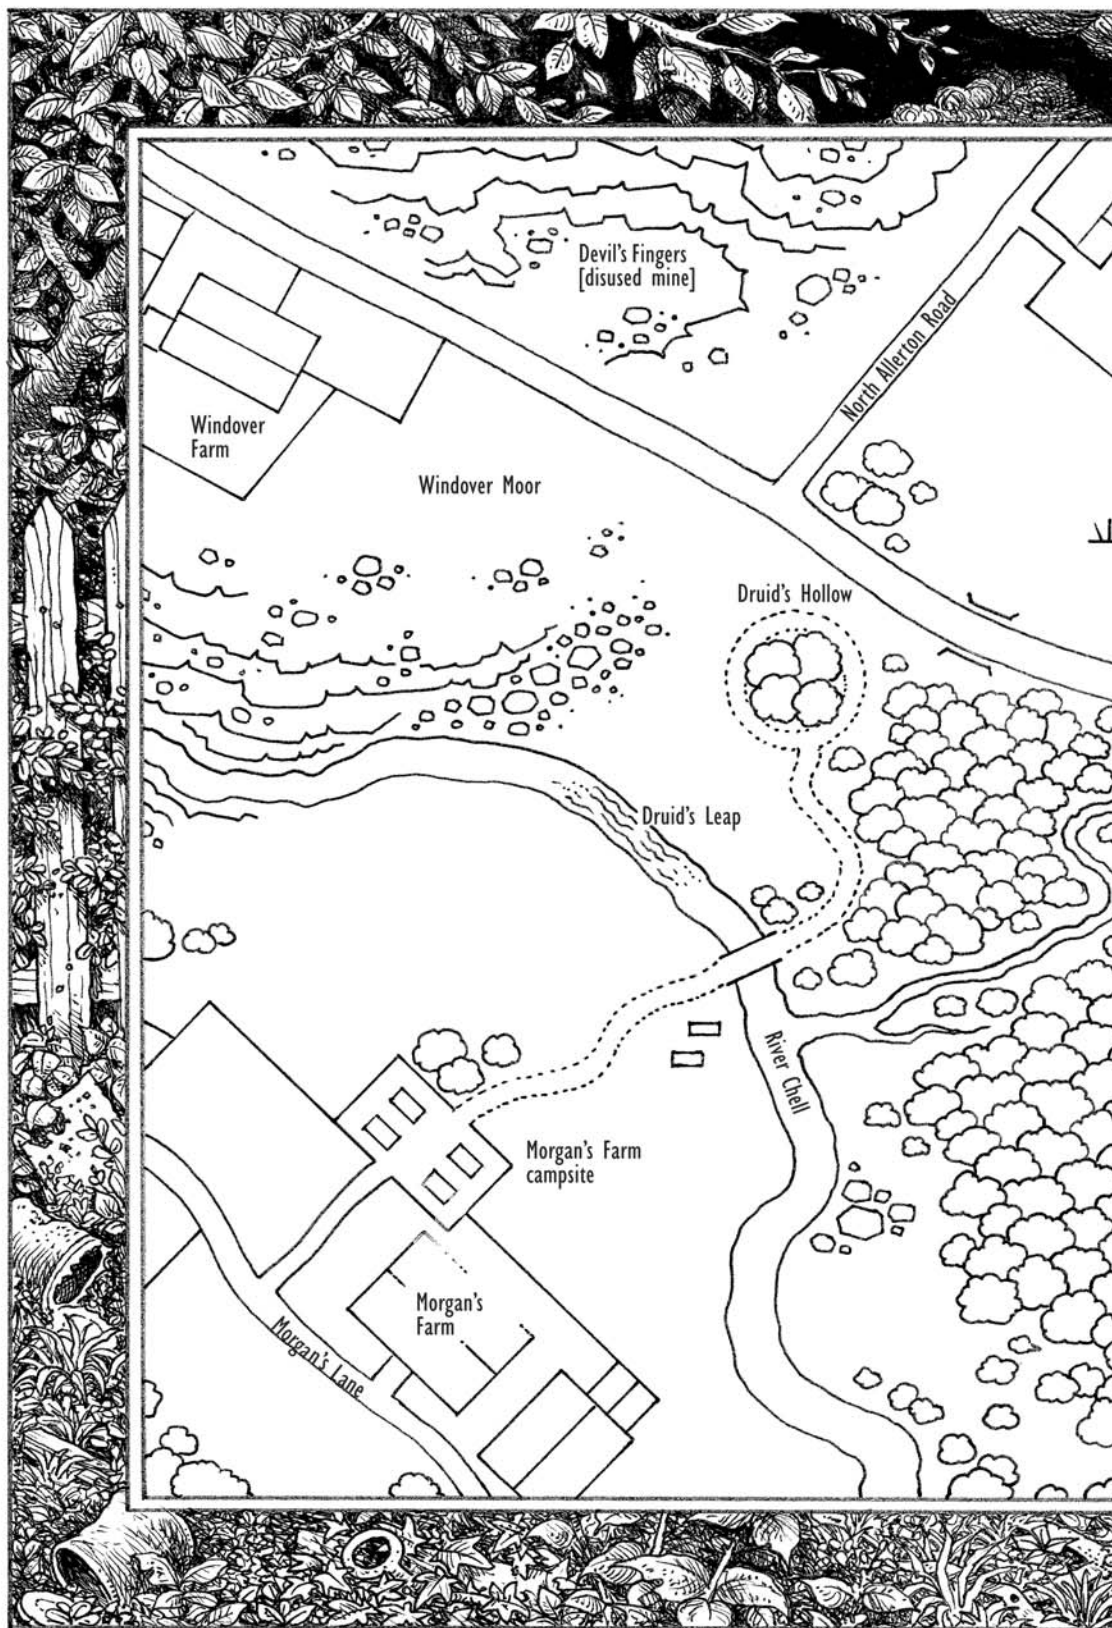 Devil's Fingers
[disused mine]
North Allerton Road
Windover
Farm
Windover Moor
Druid's Hollow
Druid's Leap
River Chell
Morgan's Farm
campsite
Morgan's
Farm
Morgan's Lane